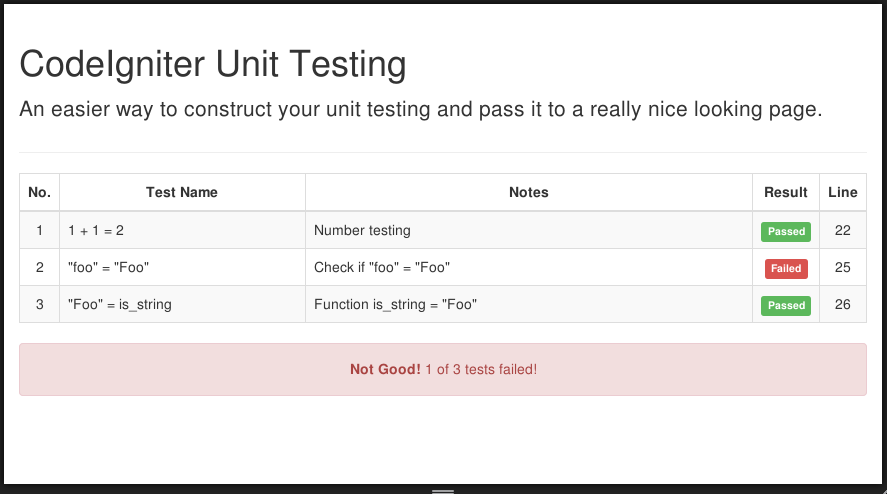 CodeIgniter Unit Testing
An easier way to construct your unit testing and pass it to a really nice looking page.
No. Test Name Notes Result Line
1 1 + 1 = 2 Number testing Passed 22
2 "foo" = "Foo" Check if "foo" = "Foo" Failed 25
3 "Foo" = is_string Function is_string = "Foo" Passed 26
Not Good! 1 of 3 tests failed!